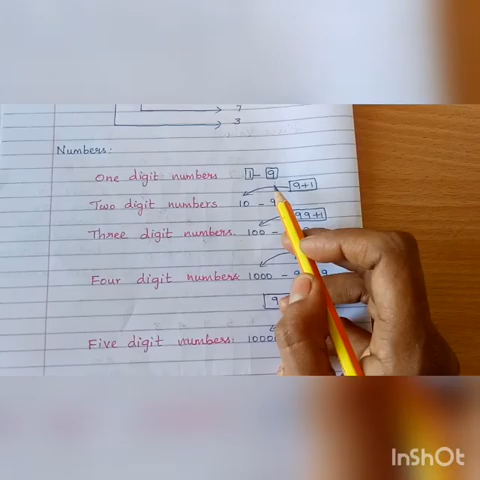 7
3
Numbers:
One digit numbers 1 - 9
9+1
Two digit numbers 10 - 9
99+1
Three digit numbers. 100 -
Four digit numbers 1000 - 9 9
9
Five digit numbers: 1000
InShOt